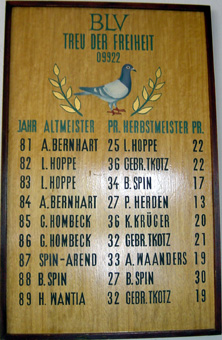 BLV
TREU DER FREIHEIT
09922
JAHR ALTMEISTER PR. HERBSTMEISTER PR.
81 A.BERNHART 25 L.HOPPE 22
82 L.HOPPE 36 GEBR.TKOTZ 22
83 L.HOPPE 34 B.SPIN 17
84 A.BERNHART 27 P.HERDEN 13
85 G.HOMBECK 36 K.KRÜGER 20
86 G.HOMBECK 32 GEBR.TKOTZ 21
87 SPIN-AREND 33 A.WAANDERS 19
88 B.SPIN 27 B.SPIN 30
89 H.WANTIA 32 GEBR.TKOTZ 19